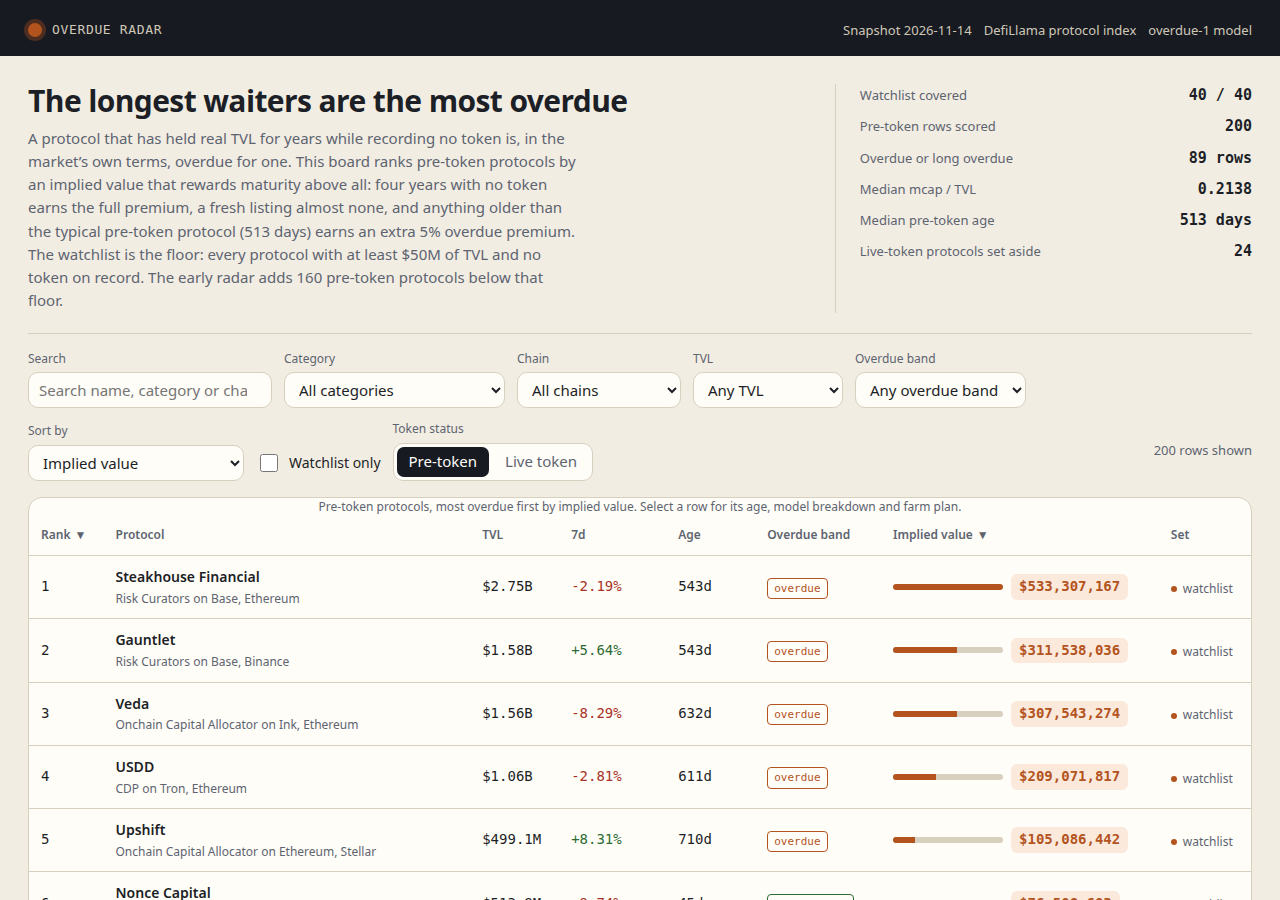 OVERDUE RADAR
Snapshot 2026-11-14 DefiLlama protocol index overdue-1 model
The longest waiters are the most overdue
A protocol that has held real TVL for years while recording no token is, in the
market’s own terms, overdue for one. This board ranks pre-token protocols by
an implied value that rewards maturity above all: four years with no token
earns the full premium, a fresh listing almost none, and anything older than
the typical pre-token protocol (513 days) earns an extra 5% overdue premium.
The watchlist is the floor: every protocol with at least $50M of TVL and no
token on record. The early radar adds 160 pre-token protocols below that
floor.
Watchlist covered 40 / 40
Pre-token rows scored 200
Overdue or long overdue 89 rows
Median mcap / TVL 0.2138
Median pre-token age 513 days
Live-token protocols set aside 24
Search Category Chain TVL Overdue band
Search name, category or cha All categories All chains Any TVL Any overdue band
Sort by Token status
Implied value Watchlist only Pre-token Live token 200 rows shown
Pre-token protocols, most overdue first by implied value. Select a row for its age, model breakdown and farm plan.
Rank ▼ Protocol TVL 7d Age Overdue band Implied value ▼ Set
1 Steakhouse Financial $2.75B -2.19% 543d overdue $533,307,167 watchlist
Risk Curators on Base, Ethereum
2 Gauntlet $1.58B +5.64% 543d overdue $311,538,036 watchlist
Risk Curators on Base, Binance
3 Veda $1.56B -8.29% 632d overdue $307,543,274 watchlist
Onchain Capital Allocator on Ink, Ethereum
4 USDD $1.06B -2.81% 611d overdue $209,071,817 watchlist
CDP on Tron, Ethereum
5 Upshift $499.1M +8.31% 710d overdue $105,086,442 watchlist
Onchain Capital Allocator on Ethereum, Stellar
Nonce Capital